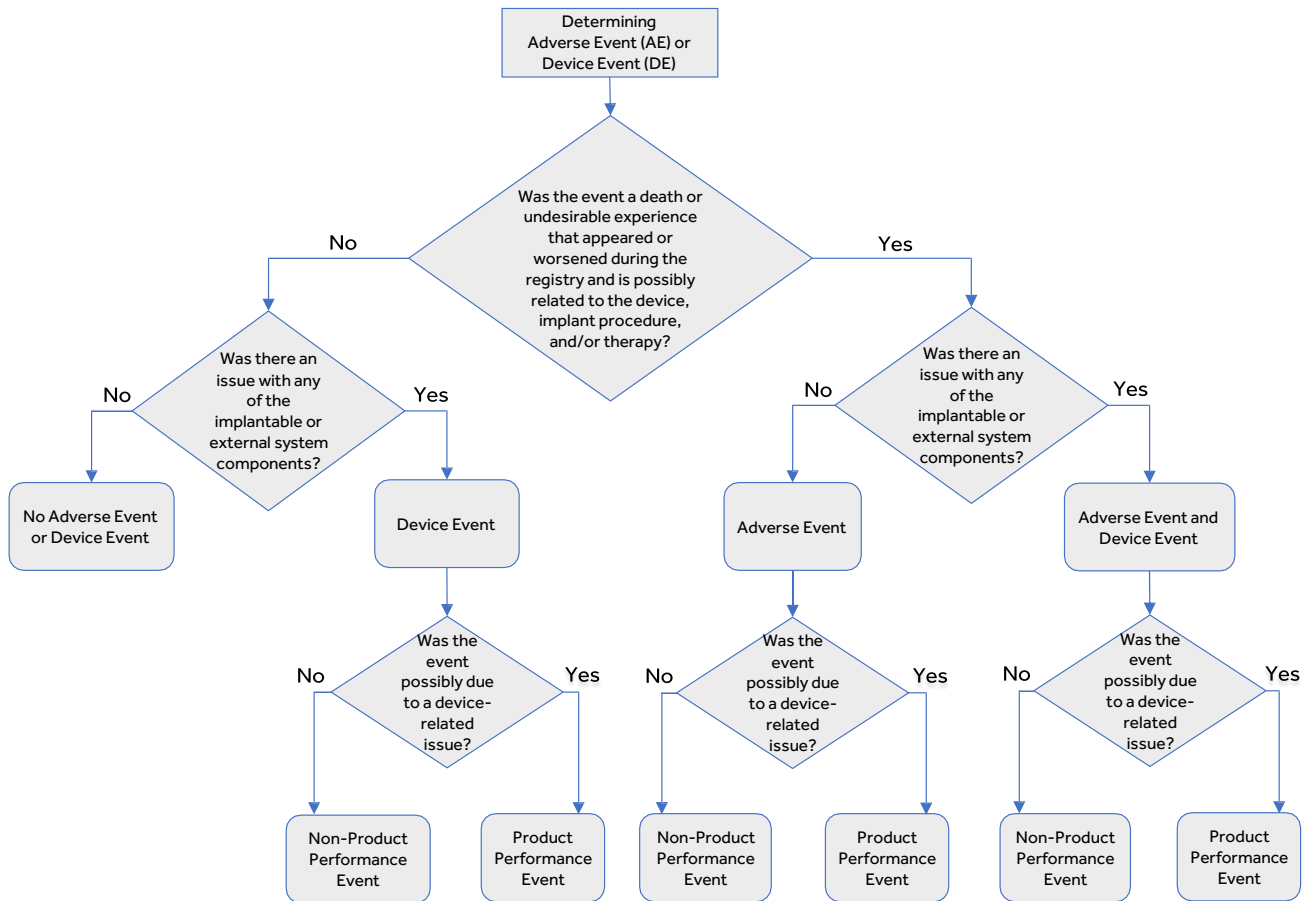 Determining
Adverse Event (AE) or
Device Event (DE)
Was the event a death or
undesirable experience
that appeared or
worsened during the
registry and is possibly
related to the device,
implant procedure,
and/or therapy?
No
Yes
Was there an
issue with any
of the
implantable or
external system
components?
No
Yes
Was there an
issue with any
of the
implantable or
external system
components?
No
Yes
No Adverse Event
or Device Event
Device Event
Adverse Event
Adverse Event and
Device Event
Was the
event
possibly due
to a device-
related
issue?
No
Yes
Was the
event
possibly due
to a device-
related
issue?
No
Yes
Was the
event
possibly due
to a device-
related
issue?
No
Yes
Non-Product
Performance
Event
Product
Performance
Event
Non-Product
Performance
Event
Product
Performance
Event
Non-Product
Performance
Event
Product
Performance
Event